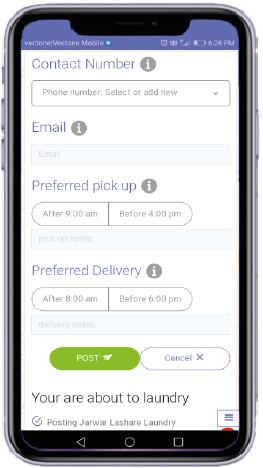 vectone/Vectone Mobile 6:26 PM
Contact Number
Phone number: Select or add new
Email
Email
Preferred pick up
After 9:00 am Before 4:00 pm
pick up notes
Preferred Delivery
After 8:00 am Before 6:00 pm
delivery notes
POST Cancel
Your are about to laundry
Posting Jarwar Lashare Laundry